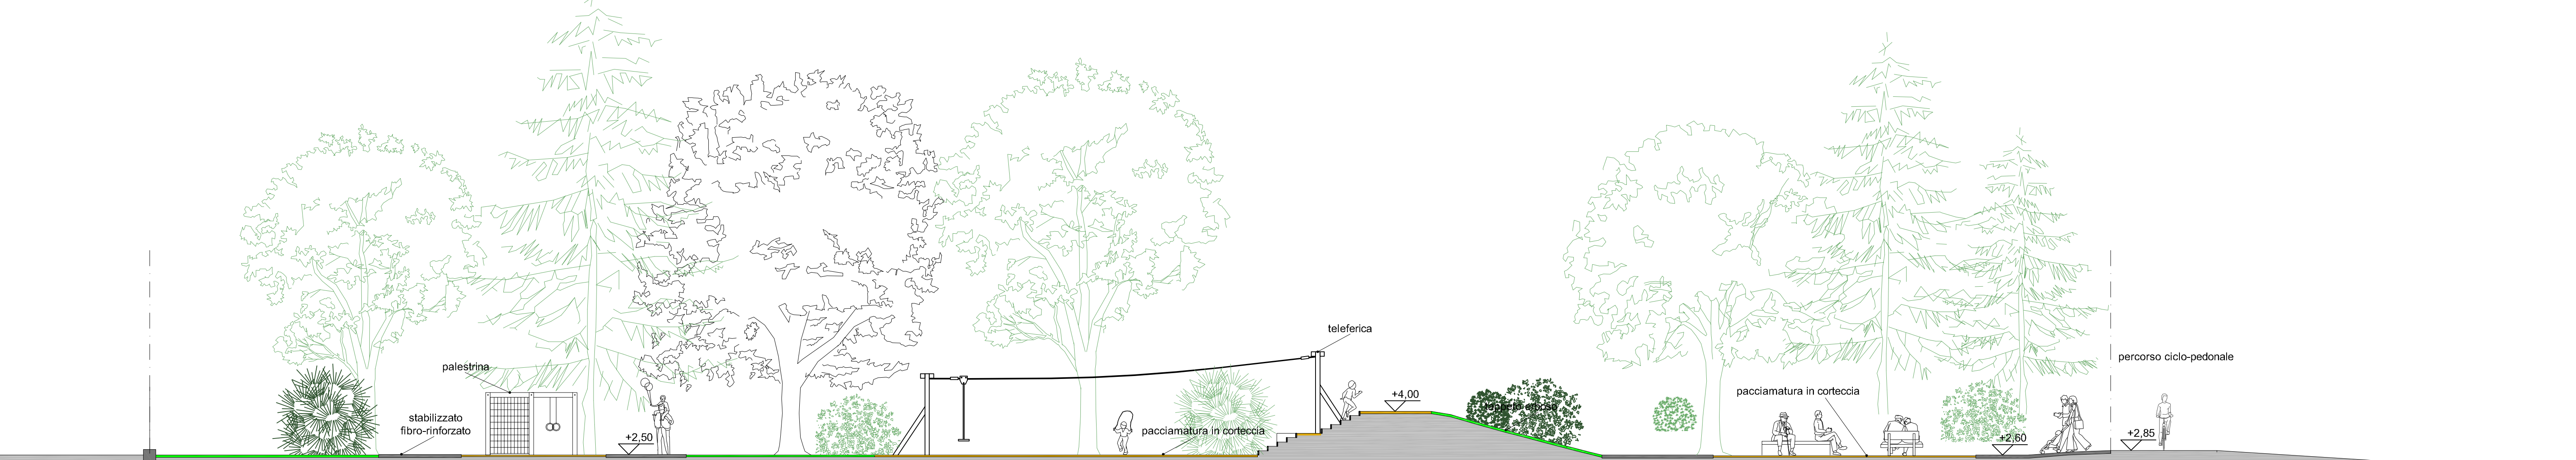 teleferica
percorso ciclo-pedonale
palestrina
pacciamatura in corteccia
+4,00
stabilizzato
fibro-rinforzato
pacciamatura in corteccia
+2,50
+2,60
+2,85